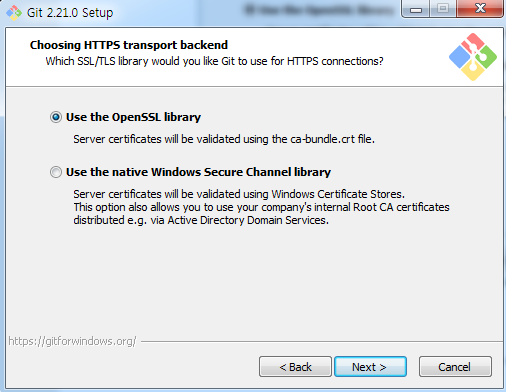 Git 2.21.0 Setup
Choosing HTTPS transport backend
Which SSL/TLS library would you like Git to use for HTTPS connections?
Use the OpenSSL library
Server certificates will be validated using the ca-bundle.crt file.
Use the native Windows Secure Channel library
Server certificates will be validated using Windows Certificate Stores.
This option also allows you to use your company's internal Root CA certificates
distributed e.g. via Active Directory Domain Services.
https://gitforwindows.org/
< Back Next > Cancel